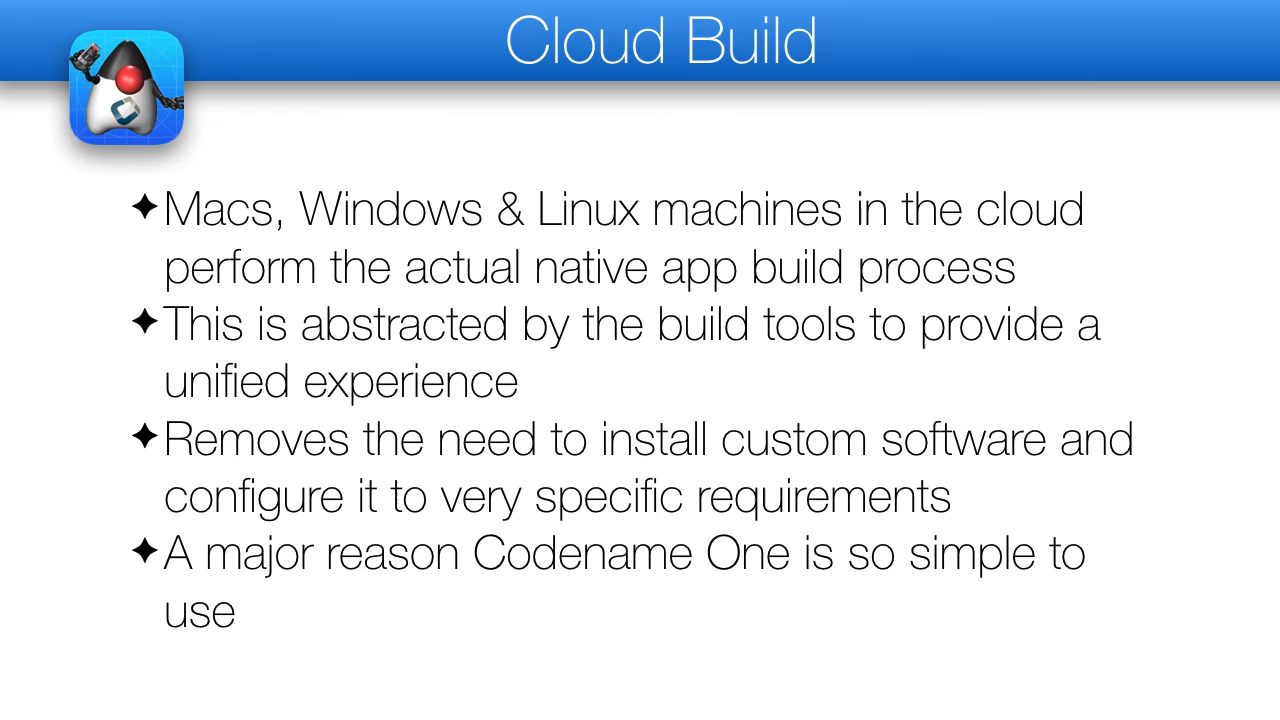 Cloud Build
✦Macs, Windows & Linux machines in the cloud
perform the actual native app build process
✦This is abstracted by the build tools to provide a
unified experience
✦Removes the need to install custom software and
configure it to very specific requirements
✦A major reason Codename One is so simple to
use